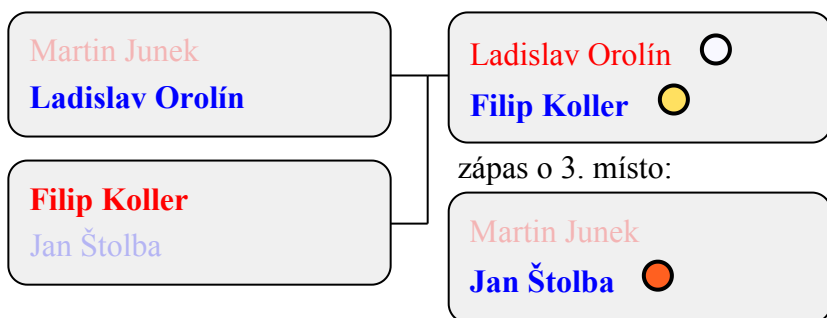 Martin Junek
Ladislav Orolín
Filip Koller
Jan Štolba
Ladislav Orolín
Filip Koller
zápas o 3. místo:
Martin Junek
Jan Štolba